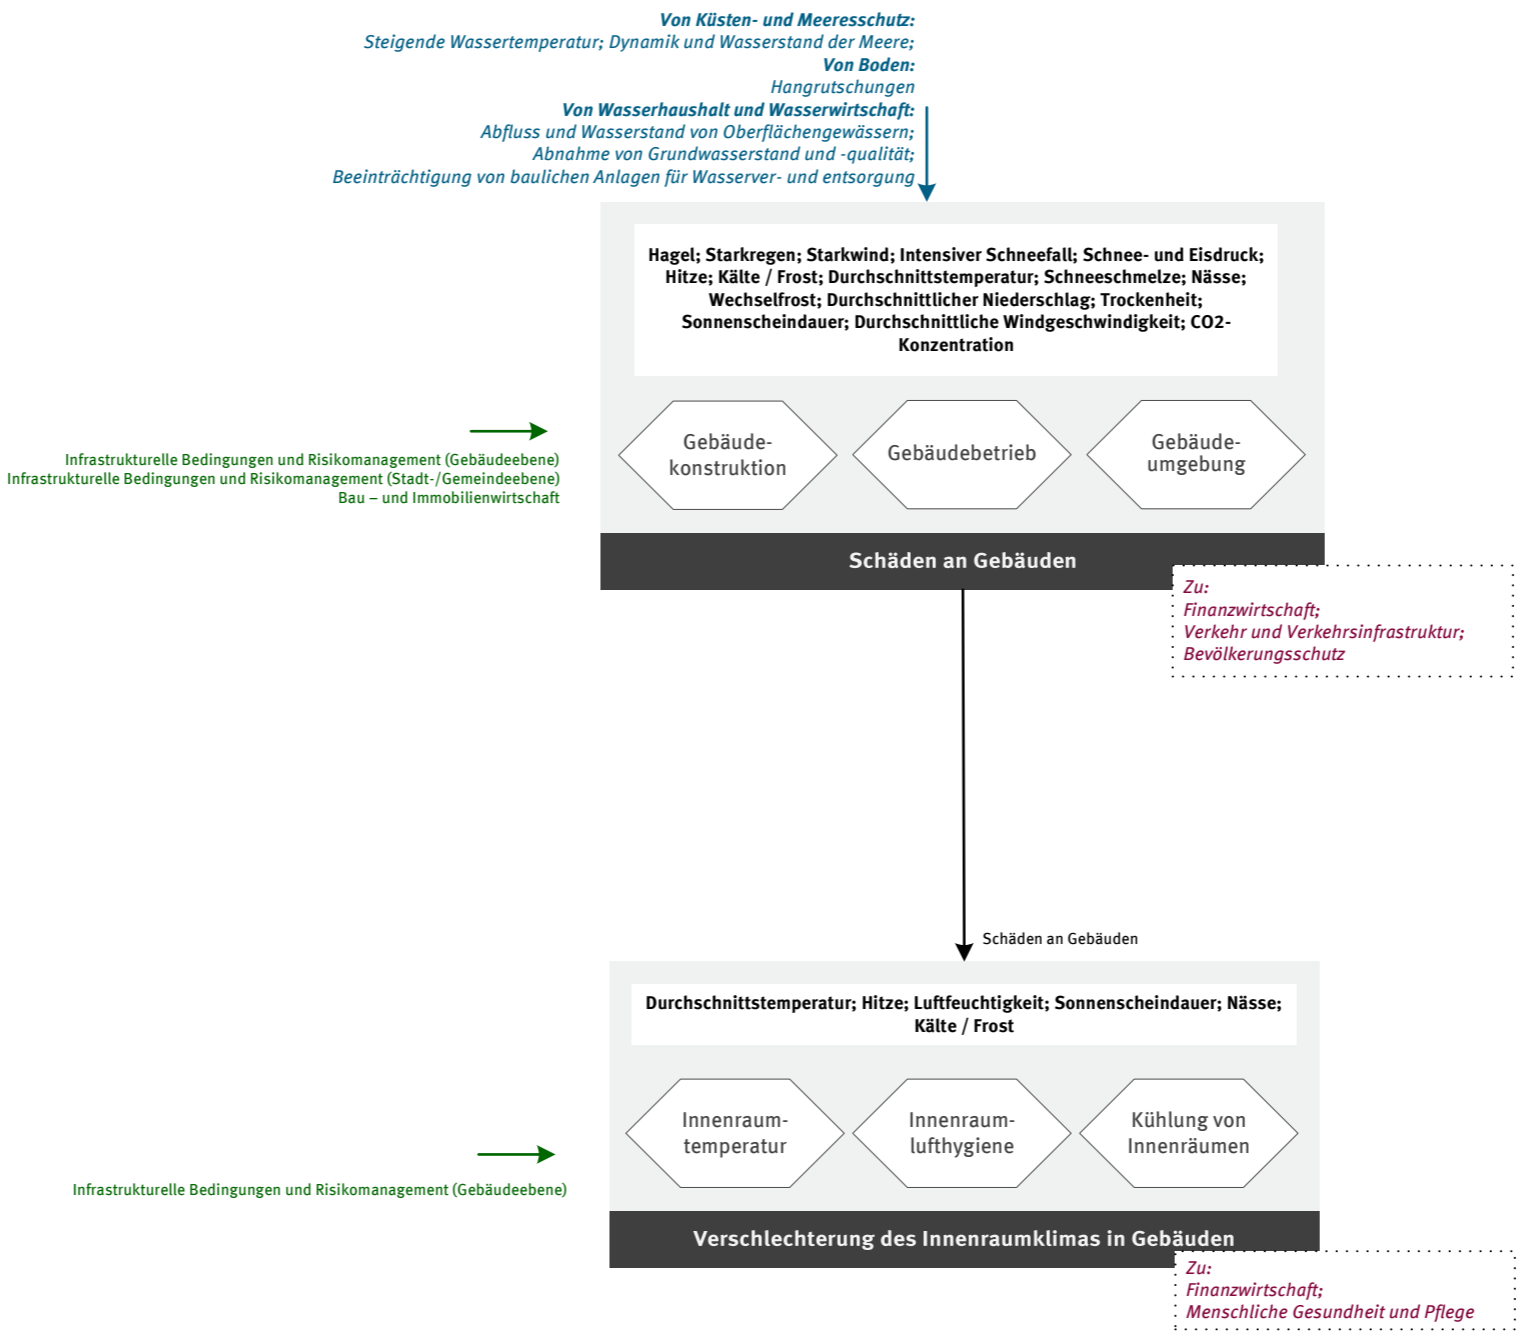 Von Küsten- und Meeresschutz:
Steigende Wassertemperatur; Dynamik und Wasserstand der Meere;
Von Boden:
Hangrutschungen
Von Wasserhaushalt und Wasserwirtschaft:
Abfluss und Wasserstand von Oberflächengewässern;
Abnahme von Grundwasserstand und -qualität;
Beeinträchtigung von baulichen Anlagen für Wasserver- und entsorgung
Hagel; Starkregen; Starkwind; Intensiver Schneefall; Schnee- und Eisdruck;
Hitze; Kälte / Frost; Durchschnittstemperatur; Schneeschmelze; Nässe;
Wechselfrost; Durchschnittlicher Niederschlag; Trockenheit;
Sonnenscheindauer; Durchschnittliche Windgeschwindigkeit; CO2-
Konzentration
Infrastrukturelle Bedingungen und Risikomanagement (Gebäudeebene)
Infrastrukturelle Bedingungen und Risikomanagement (Stadt-/Gemeindeebene)
Bau – und Immobilienwirtschaft
Gebäude-
konstruktion
Gebäudebetrieb
Gebäude-
umgebung
Schäden an Gebäuden
Zu:
Finanzwirtschaft;
Verkehr und Verkehrsinfrastruktur;
Bevölkerungsschutz
Schäden an Gebäuden
Durchschnittstemperatur; Hitze; Luftfeuchtigkeit; Sonnenscheindauer; Nässe;
Kälte / Frost
Infrastrukturelle Bedingungen und Risikomanagement (Gebäudeebene)
Innenraum-
temperatur
Innenraum-
lufthygiene
Kühlung von
Innenräumen
Verschlechterung des Innenraumklimas in Gebäuden
Zu:
Finanzwirtschaft;
Menschliche Gesundheit und Pflege